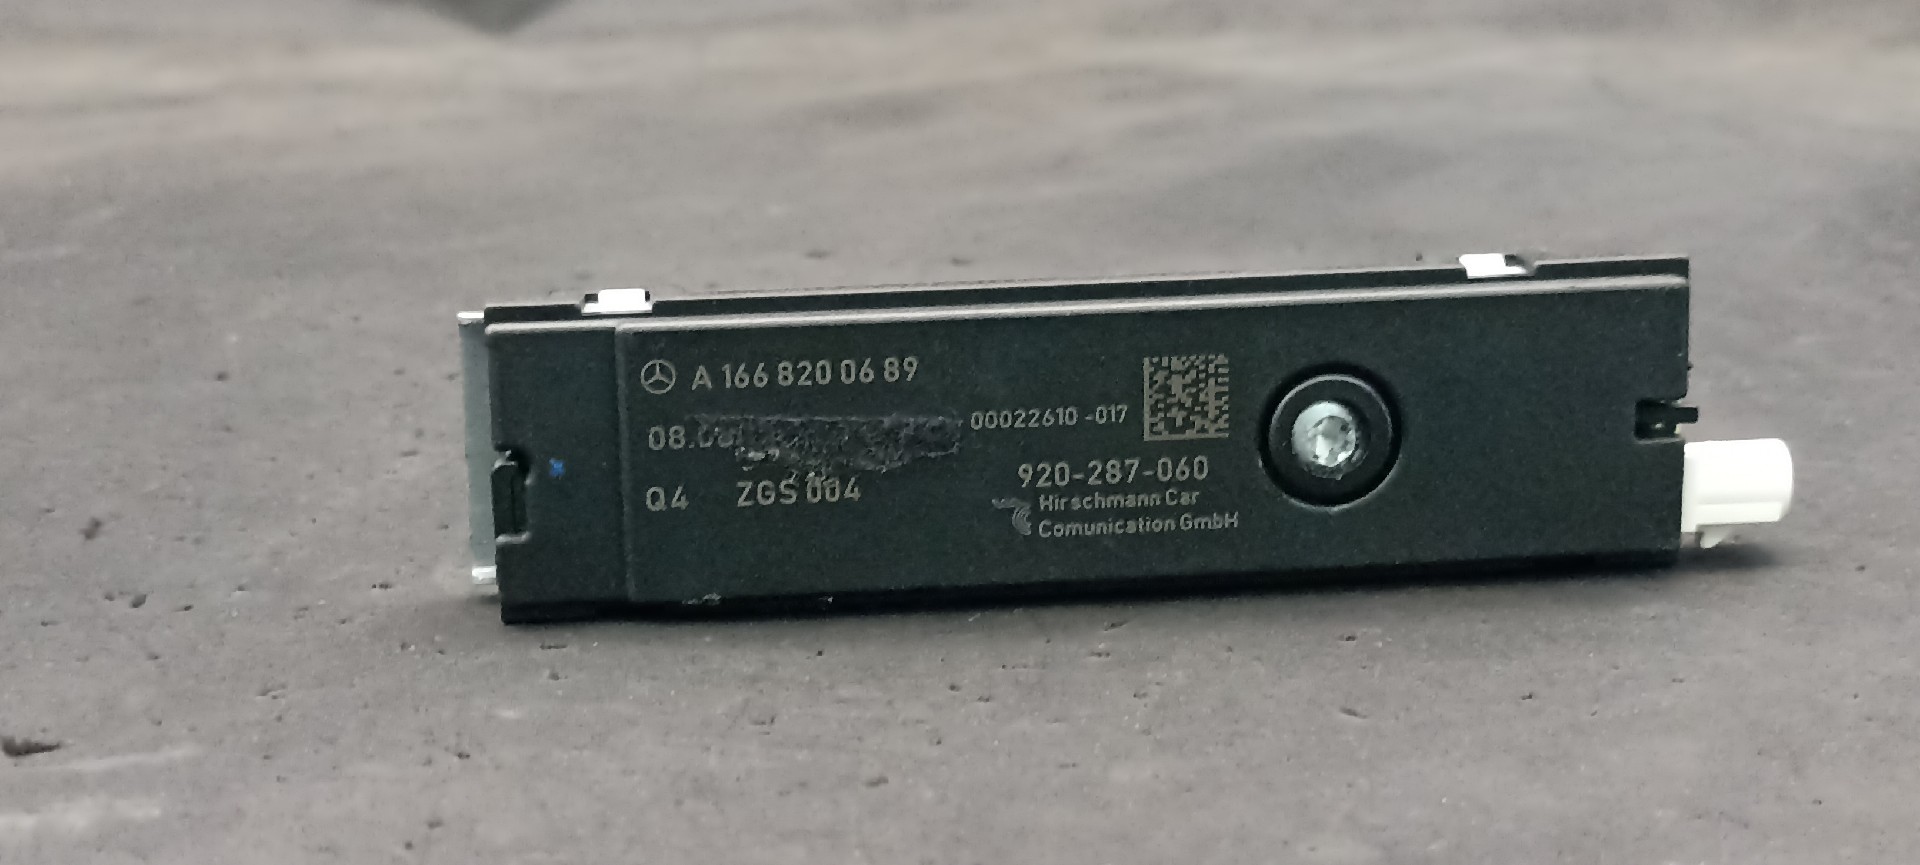 A 166 820 06 89
00022610 -017
08.
920-287-060
Q4 ZGS 004
Hirschmann Car
Comunication GmbH